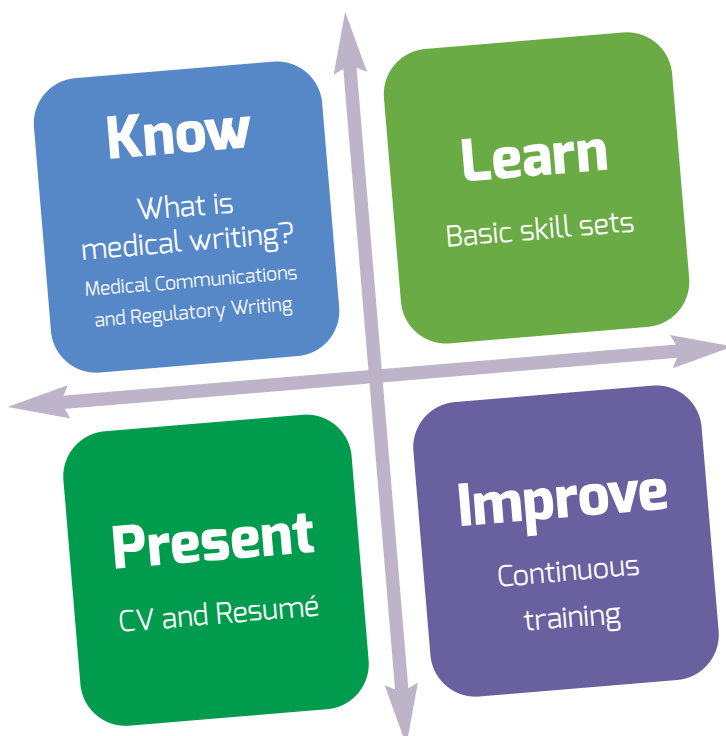 Know
What is
medical writing?
Medical Communications
and Regulatory Writing
Learn
Basic skill sets
Present
CV and Resumé
Improve
Continuous
training